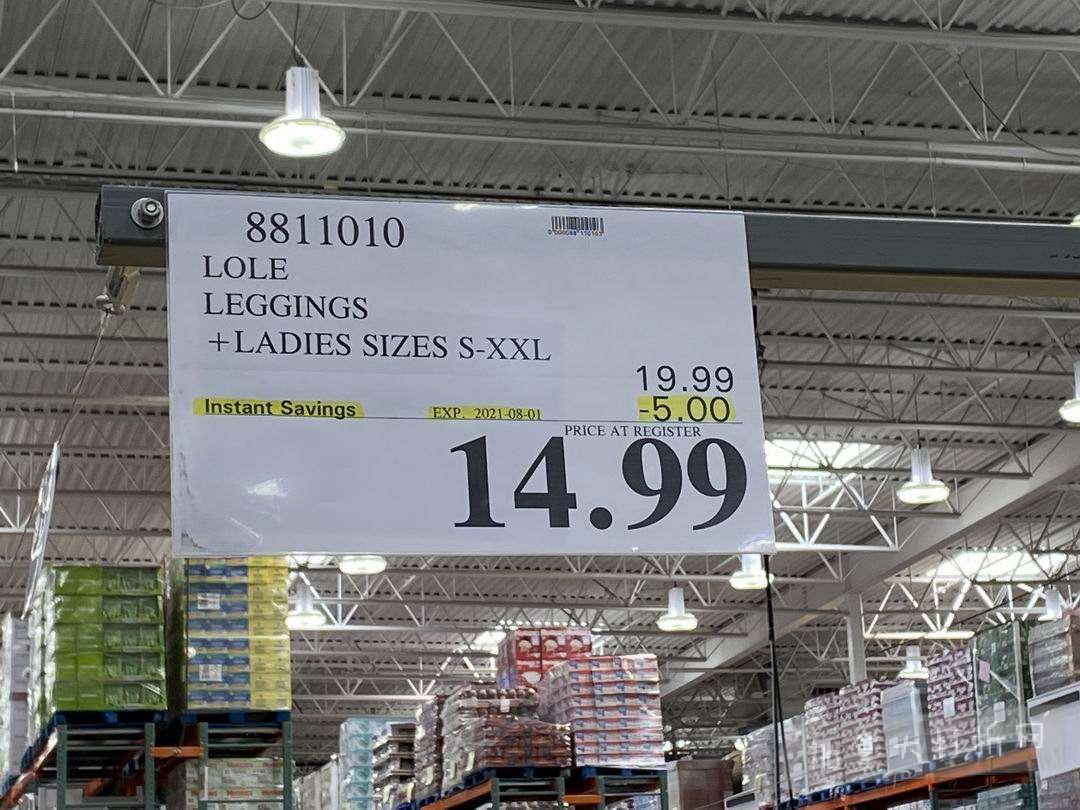 8811010
LOLE
LEGGINGS
+LADIES SIZES S-XXL
19.99
Instant Savings EXP. 2021-08-01 -5.00
PRICE AT REGISTER
14.99